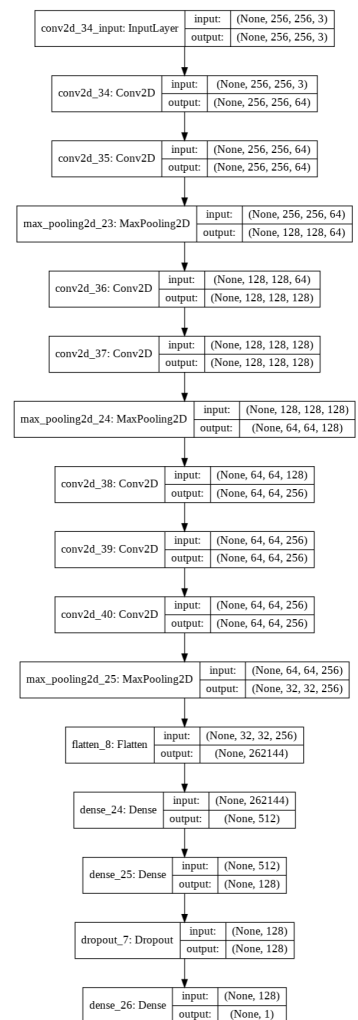 conv2d_34_input: InputLayer input: (None, 256, 256, 3)
output: (None, 256, 256, 3)
conv2d_34: Conv2D input: (None, 256, 256, 3)
output: (None, 256, 256, 64)
conv2d_35: Conv2D input: (None, 256, 256, 64)
output: (None, 256, 256, 64)
max_pooling2d_23: MaxPooling2D input: (None, 256, 256, 64)
output: (None, 128, 128, 64)
conv2d_36: Conv2D input: (None, 128, 128, 64)
output: (None, 128, 128, 128)
conv2d_37: Conv2D input: (None, 128, 128, 128)
output: (None, 128, 128, 128)
max_pooling2d_24: MaxPooling2D input: (None, 128, 128, 128)
output: (None, 64, 64, 128)
conv2d_38: Conv2D input: (None, 64, 64, 128)
output: (None, 64, 64, 256)
conv2d_39: Conv2D input: (None, 64, 64, 256)
output: (None, 64, 64, 256)
conv2d_40: Conv2D input: (None, 64, 64, 256)
output: (None, 64, 64, 256)
max_pooling2d_25: MaxPooling2D input: (None, 64, 64, 256)
output: (None, 32, 32, 256)
flatten_8: Flatten input: (None, 32, 32, 256)
output: (None, 262144)
dense_24: Dense input: (None, 262144)
output: (None, 512)
dense_25: Dense input: (None, 512)
output: (None, 128)
dropout_7: Dropout input: (None, 128)
output: (None, 128)
dense_26: Dense input: (None, 128)
output: (None, 1)